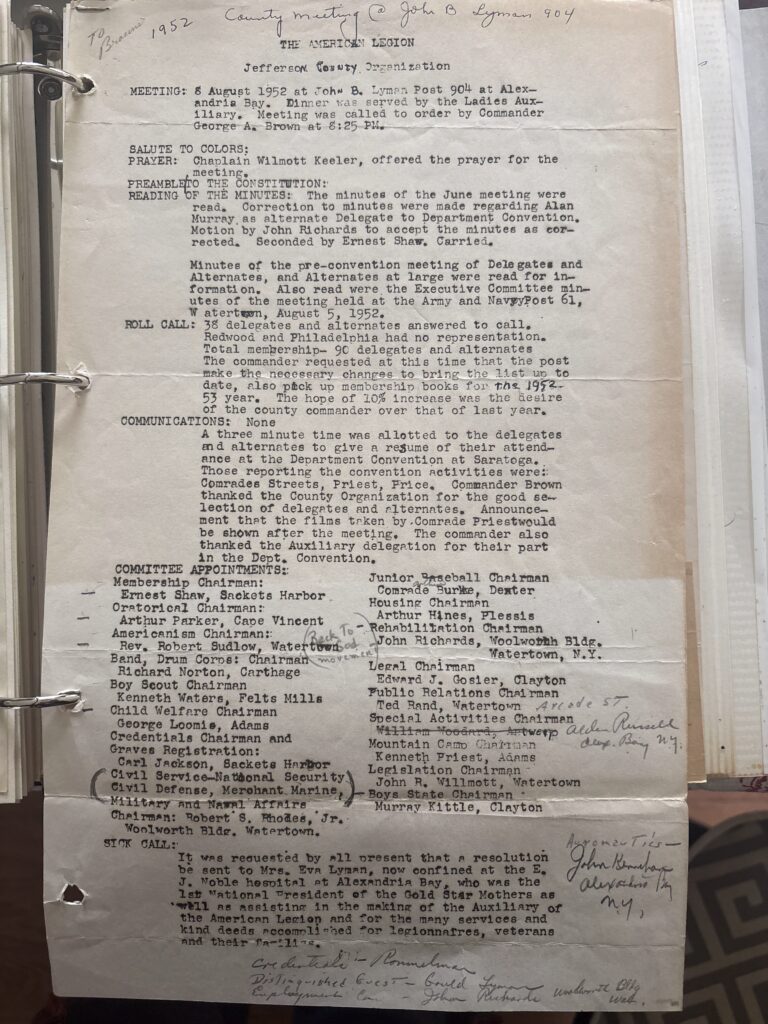 To
1952
County Meeting @ John B Lyman 904
THE AMERICAN LEGION
Jefferson County Organization
MEETING: 8 August 1952 at John B. Lyman Post 904 at Alex-
andria Bay. Dinner was served by the Ladies Aux-
iliary. Meeting was called to order by Commander
George A. Brown at 8:25 PM.
SALUTE TO COLORS:
PRAYER: Chaplain Wilmott Keeler, offered the prayer for the
meeting.
PREAMBLE TO THE CONSTITUTION:
READING OF THE MINUTES: The minutes of the June meeting were
read. Correction to minutes were made regarding Alan
Murray as alternate Delegate to Department Convention.
Motion by John Richards to accept the minutes as cor-
rected. Seconded by Ernest Shaw. Carried.
Minutes of the pre-convention meeting of Delegates and
Alternates, and Alternates at large were read for in-
formation. Also read were the Executive Committee min-
utes of the meeting held at the Army and NavyyPost 61,
Watertown, August 5, 1952.
ROLL CALL: 38 delegates and alternates answered to call.
Redwood and Philadelphia had no representation.
Total membership- 90 delegates and alternates
The commander requested at this time that the post
make the necessary changes to bring the list up to
date, also pick up membership books for the 1952-
53 year. The hope of 10% increase was the desire
of the county commander over that of last year.
COMMUNICATIONS: None
A three minute time was allotted to the delegates
and alternates to give a resume of their attend-
ance at the Department Convention at Saratoga.
Those reporting the convention activities were:
Comrades Streets, Priest, Price. Commander Brown
thanked the County Organization for the good se-
lection of delegates and alternates. Announce-
ment that the films taken by Comrade Priestwould
be shown after the meeting. The commander also
thanked the Auxiliary delegation for their part
in the Dept. Convention.
COMMITTEE APPOINTMENTS:
Membership Chairman:
Ernest Shaw, Sackets Harbor
Oratorical Chairman:
Arthur Parker, Cape Vincent
Americanism Chairman:
Rev. Robert Sudlow, Watertown
Back To
God
movement
Band, Drum Corps: Chairman
Richard Norton, Carthage
Boy Scout Chairman
Kenneth Waters, Felts Mills
Child Welfare Chairman
George Loomis, Adams
Credentials Chairman and
Graves Registration:
Carl Jackson, Sackets Harbor
Civil Service-National Security
Civil Defense, Merchant Marine,
Military and Naval Affairs
Chairman: Robert S. Rhodes, Jr.
Woolworth Bldg. Watertown.
Junior Baseball Chairman
Comrade Burke, Dexter
Housing Chairman
Arthur Hines, Plessis
Rehabilitation Chairman
John Richards, Woolworth Bldg.
Watertown, N.Y.
Legal Chairman
Edward J. Gosier, Clayton
Public Relations Chairman
Ted Rand, Watertown Arcade St.
Special Activities Chairman
William Woodard, Antwerp Alden Russell
Alex. Bay N.Y.
Mountain Camp Chairman
Kenneth Priest, Adams
Legislation Chairman
John R. Willmott, Watertown
Boys State Chairman
Murray Kittle, Clayton
SICK CALL:
It was requested by all present that a resolution
be sent to Mrs. Eva Lyman, now confined at the E.
J. Noble hospital at Alexandria Bay, who was the
1st National President of the Gold Star Mothers as
well as assisting in the making of the Auxiliary of
the American Legion and for the many services and
kind deeds accomplished for legionnafres, veterans
and their families.
Aeronautics-
John
Alexandria Bay
N.Y.
Credentials - Rommelman
Distinguished Guest - Gould Lyman
Employment - John Richards Woolworth Bldg
Wat.